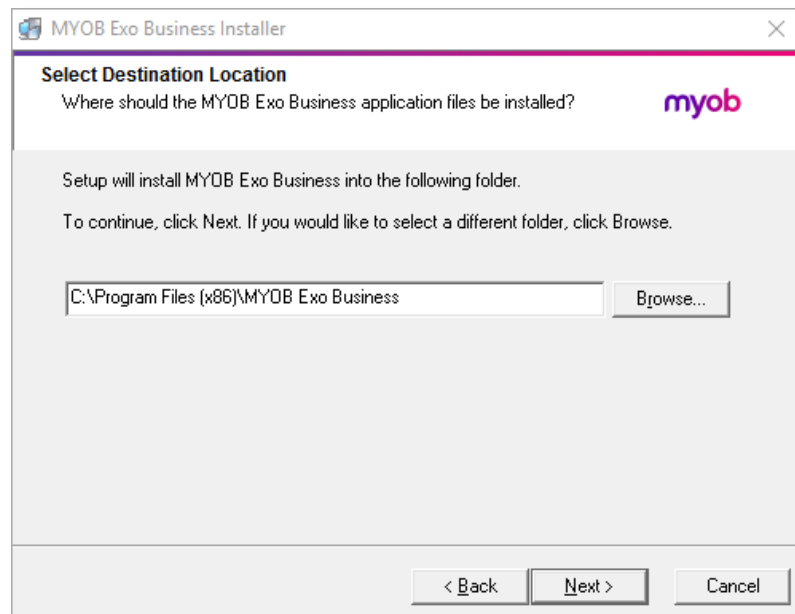 MYOB Exo Business Installer
Select Destination Location
Where should the MYOB Exo Business application files be installed?
myob
Setup will install MYOB Exo Business into the following folder.
To continue, click Next. If you would like to select a different folder, click Browse.
C:\Program Files (x86)\MYOB Exo Business
Browse...
< Back
Next >
Cancel